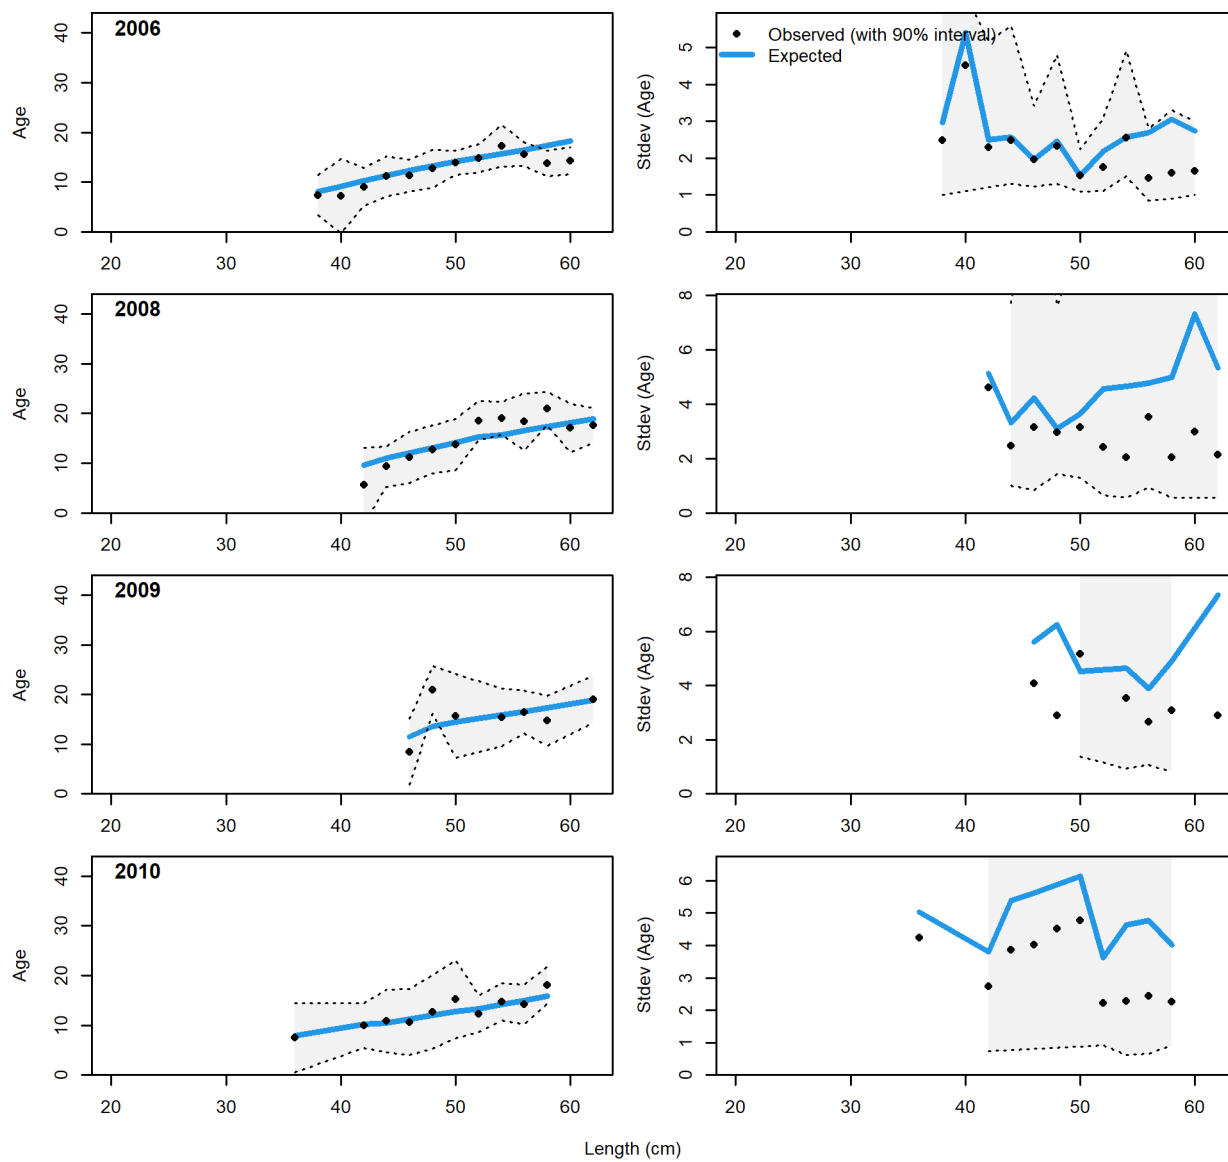 2006
Age
0 10 20 30 40
20 30 40 50 60
Observed (with 90% interval)
Expected
Stdev (Age)
0 1 2 3 4 5
20 30 40 50 60
2008
Age
0 10 20 30 40
20 30 40 50 60
Stdev (Age)
0 2 4 6 8
20 30 40 50 60
2009
Age
0 10 20 30 40
20 30 40 50 60
Stdev (Age)
0 2 4 6 8
20 30 40 50 60
2010
Age
0 10 20 30 40
20 30 40 50 60
Stdev (Age)
0 1 2 3 4 5 6
20 30 40 50 60
Length (cm)